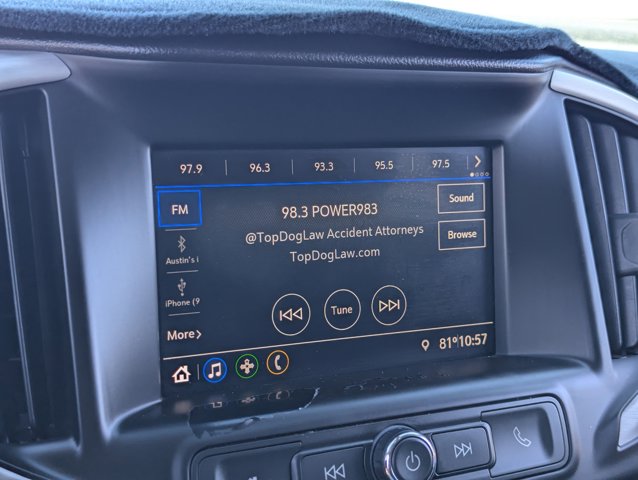 97.9 96.3 93.3 95.5 97.5
FM
98.3 POWER983
Sound
@TopDogLaw Accident Attorneys
TopDogLaw.com
Browse
Austin's i
iPhone (9
Tune
More
81° 10:57